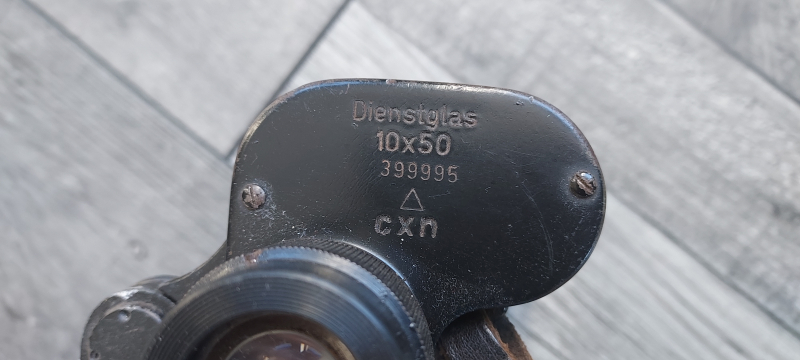 Dienstglas
10x50
399995
△
cxn